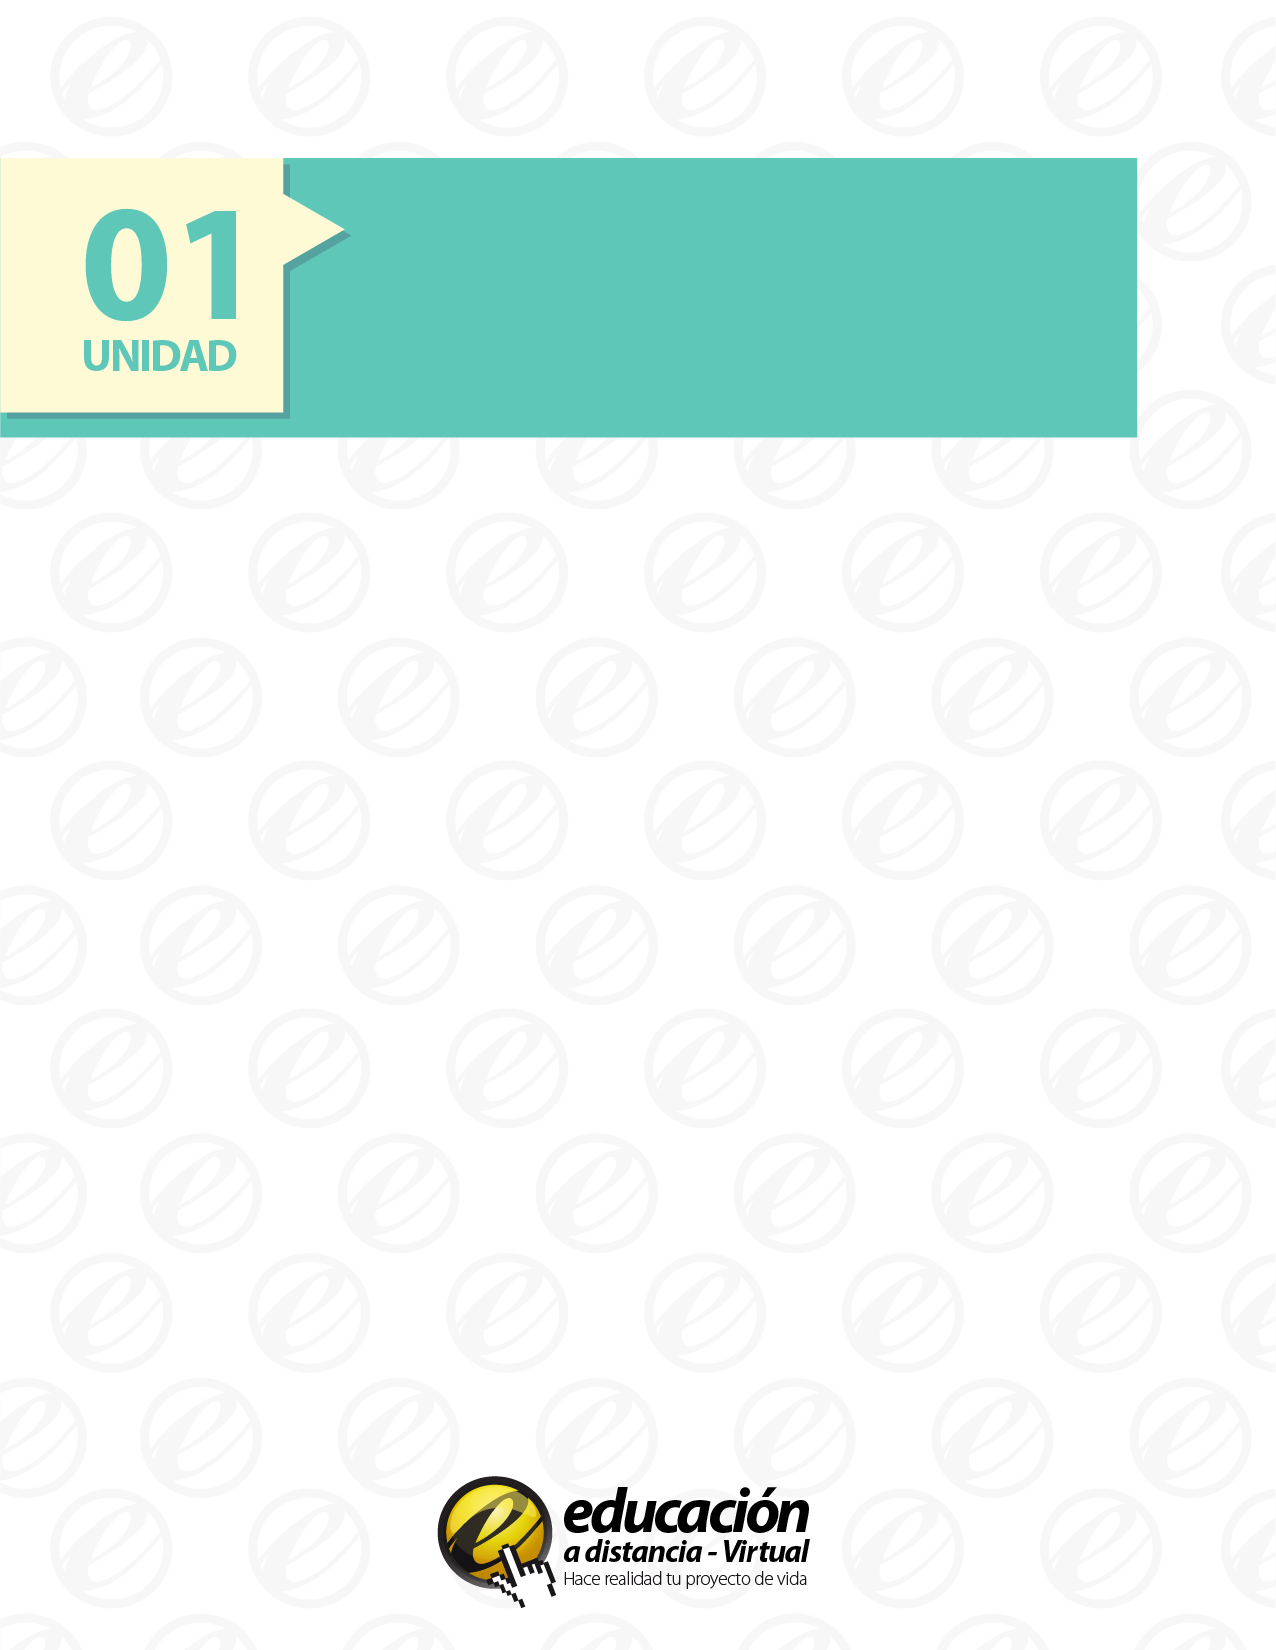 01
UNIDAD
educación
a distancia - Virtual
Hace realidad tu proyecto de vida